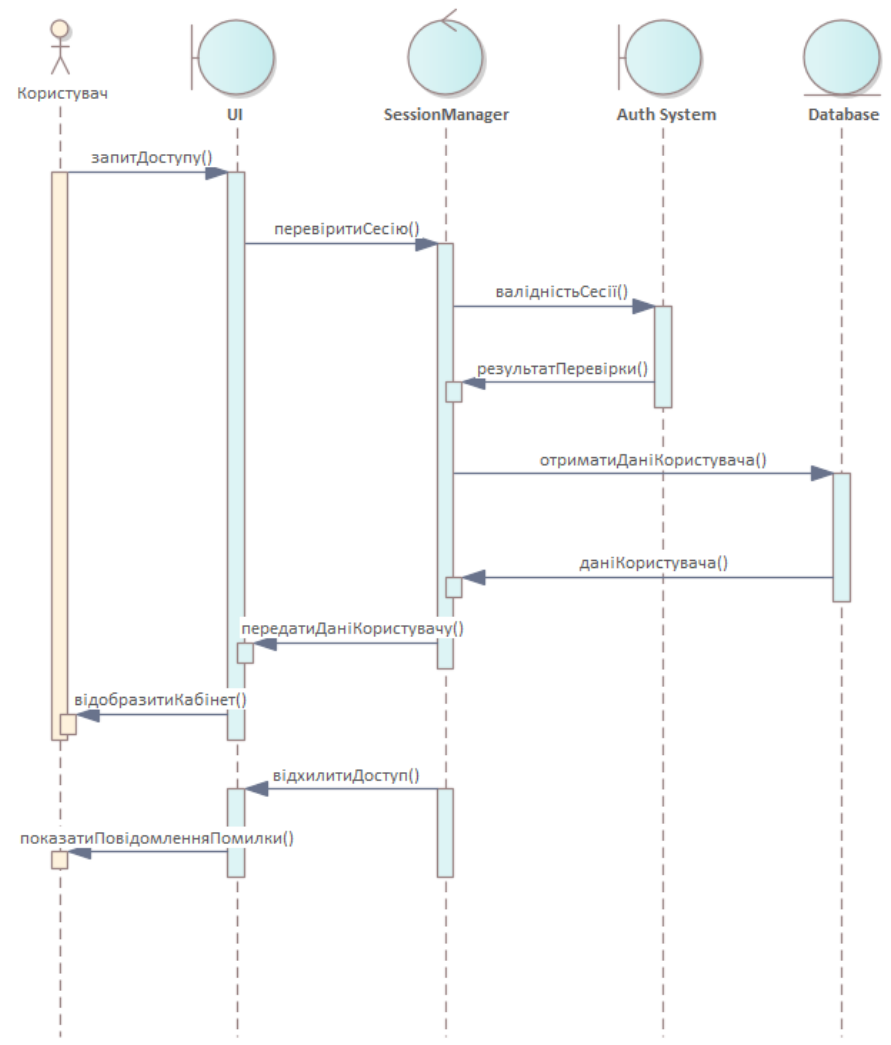 Користувач
UI
SessionManager
Auth System
Database
запитДоступу()
перевіритиСесію()
валідністьСесії()
результатПеревірки()
отриматиДаніКористувача()
даніКористувача()
передатиДаніКористувачу()
відобразитиКабінет()
відхилитиДоступ()
показатиПовідомленняПомилки()